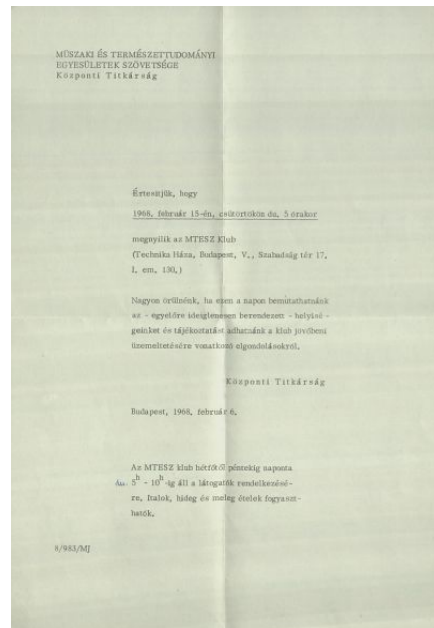 MŰSZAKI ÉS TERMÉSZETTUDOMÁNYI
EGYESÜLETEK SZÖVETSÉGE
Központi Titkárság
Értesitjük, hogy
1968. február 15-én, csütörtökön du. 5 órakor
megnyilik az MTESZ Klub
(Technika Háza, Budapest, V., Szabadság tér 17.
I. em. 130.)
Nagyon örülnénk, ha ezen a napon bemutathatnánk
az - egyelőre ideiglenesen berendezett - helyisé-
geinket és tájékoztatást adhatnánk a klub jövőbeni
üzemeltetésére vonatkozó elgondolásokról.
Központi Titkárság
Budapest, 1968. február 6.
Az MTESZ klub hétfőtől péntekig naponta
du. 5h - 10h-ig áll a látogatók rendelkezésé-
re. Italok, hideg és meleg ételek fogyaszt-
hatók.
8/983/MJ